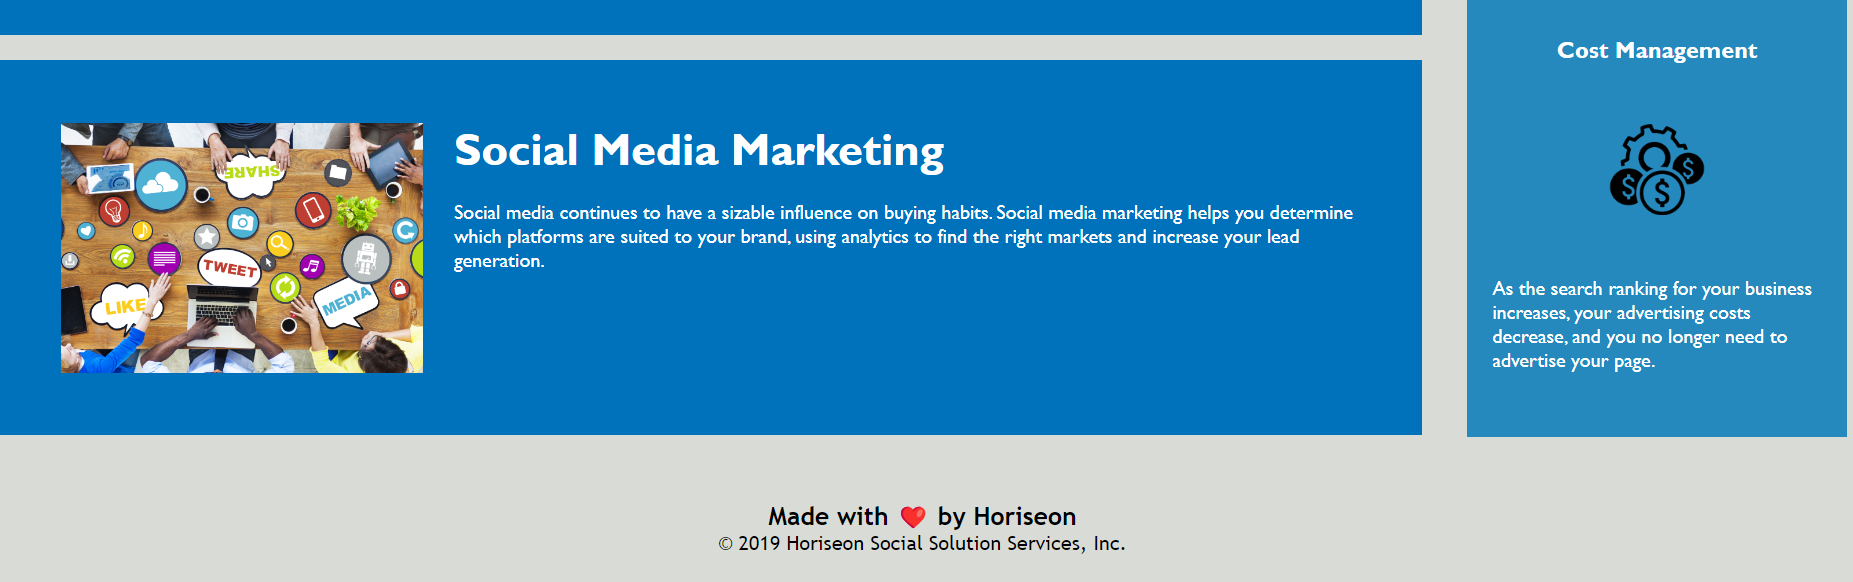 Cost Management
SHARE
TWEET
LIKE
MEDIA
Social Media Marketing
Social media continues to have a sizable influence on buying habits. Social media marketing helps you determine
which platforms are suited to your brand, using analytics to find the right markets and increase your lead
generation.
As the search ranking for your business
increases, your advertising costs
decrease, and you no longer need to
advertise your page.
Made with ❤️ by Horiseon
© 2019 Horiseon Social Solution Services, Inc.